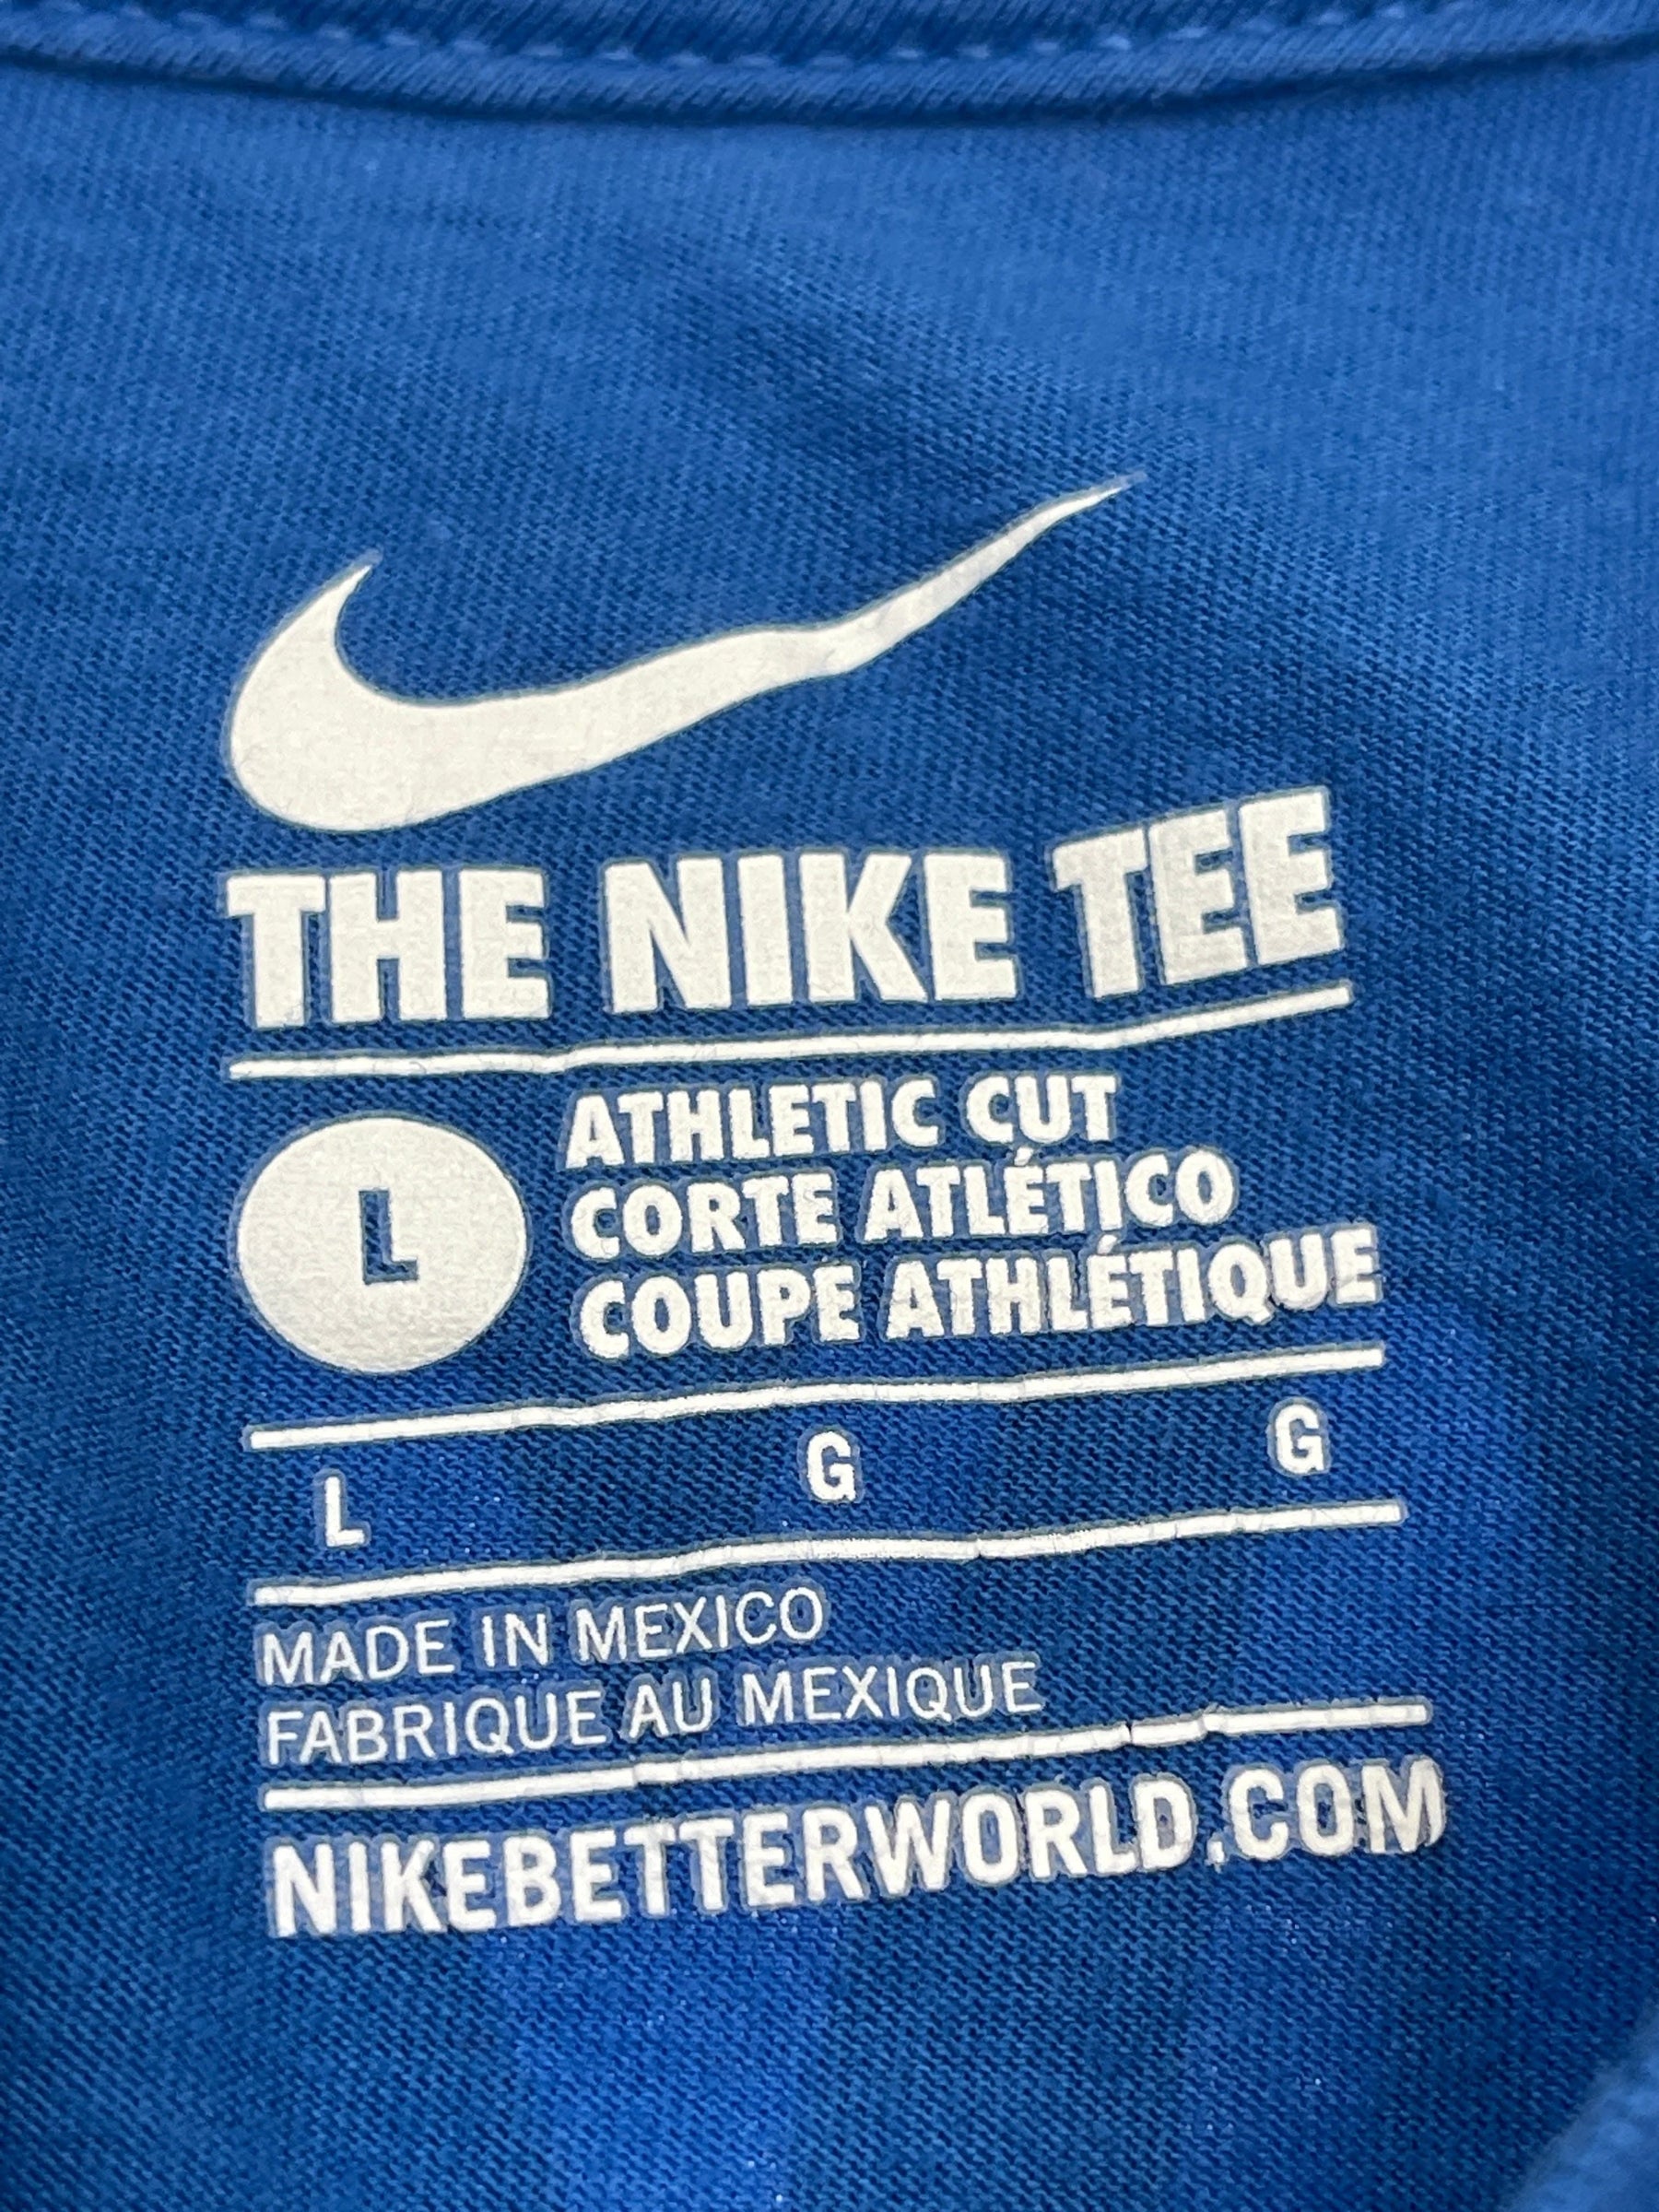 THE NIKE TEE
L
ATHLETIC CUT
CORTE ATLÉTICO
COUPE ATHLÉTIQUE
L G G
MADE IN MEXICO
FABRIQUE AU MEXIQUE
NIKEBETTERWORLD.COM